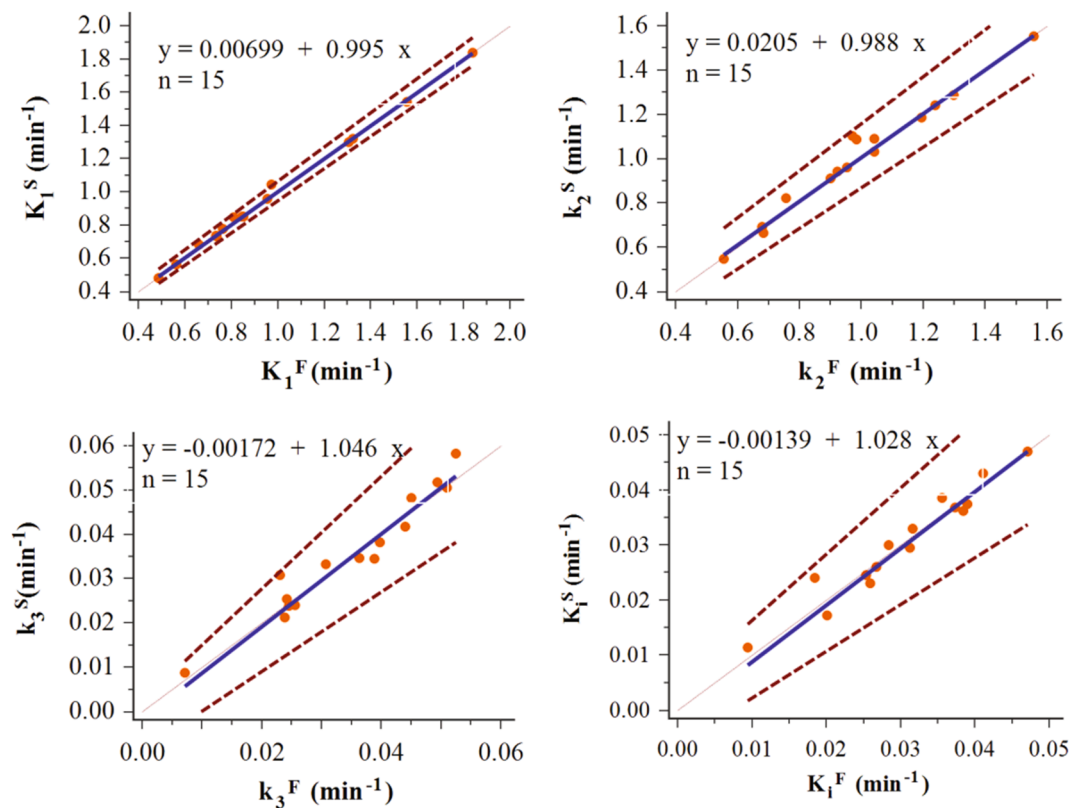 y = 0.00699 + 0.995 x
n = 15
2.0
1.8
1.6
1.4
1.2
1.0
0.8
0.6
0.4
K₁ˢ (min⁻¹)
0.4 0.6 0.8 1.0 1.2 1.4 1.6 1.8 2.0
K₁ᶠ (min⁻¹)
y = 0.0205 + 0.988 x
n = 15
1.6
1.4
1.2
1.0
0.8
0.6
0.4
k₂ˢ (min⁻¹)
0.4 0.6 0.8 1.0 1.2 1.4 1.6
k₂ᶠ (min⁻¹)
y = -0.00172 + 1.046 x
n = 15
0.06
0.05
0.04
0.03
0.02
0.01
0.00
k₃ˢ(min⁻¹)
0.00 0.02 0.04 0.06
k₃ᶠ (min⁻¹)
y = -0.00139 + 1.028 x
n = 15
0.05
0.04
0.03
0.02
0.01
0.00
Kᵢˢ (min⁻¹)
0.00 0.01 0.02 0.03 0.04 0.05
Kᵢᶠ (min⁻¹)